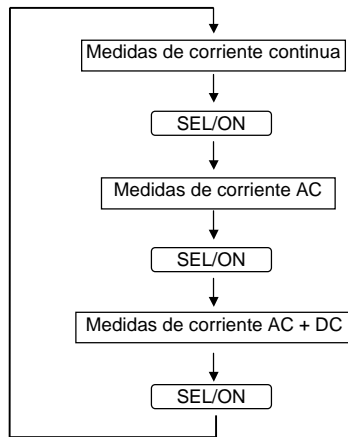 Medidas de corriente continua
SEL/ON
Medidas de corriente AC
SEL/ON
Medidas de corriente AC + DC
SEL/ON